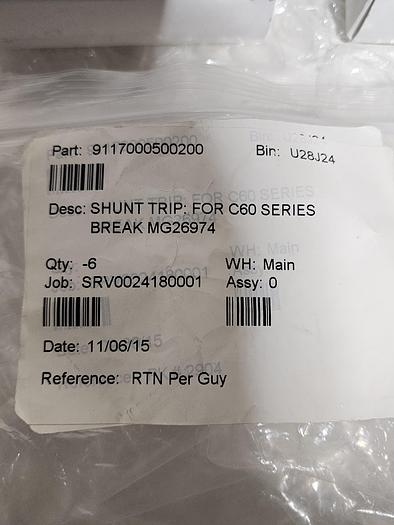 Part: 9117000500200 Bin: U28J24
Desc: SHUNT TRIP: FOR C60 SERIES
BREAK MG26974
Qty: -6 WH: Main
Job: SRV0024180001 Assy: 0
Date: 11/06/15
Reference: RTN Per Guy